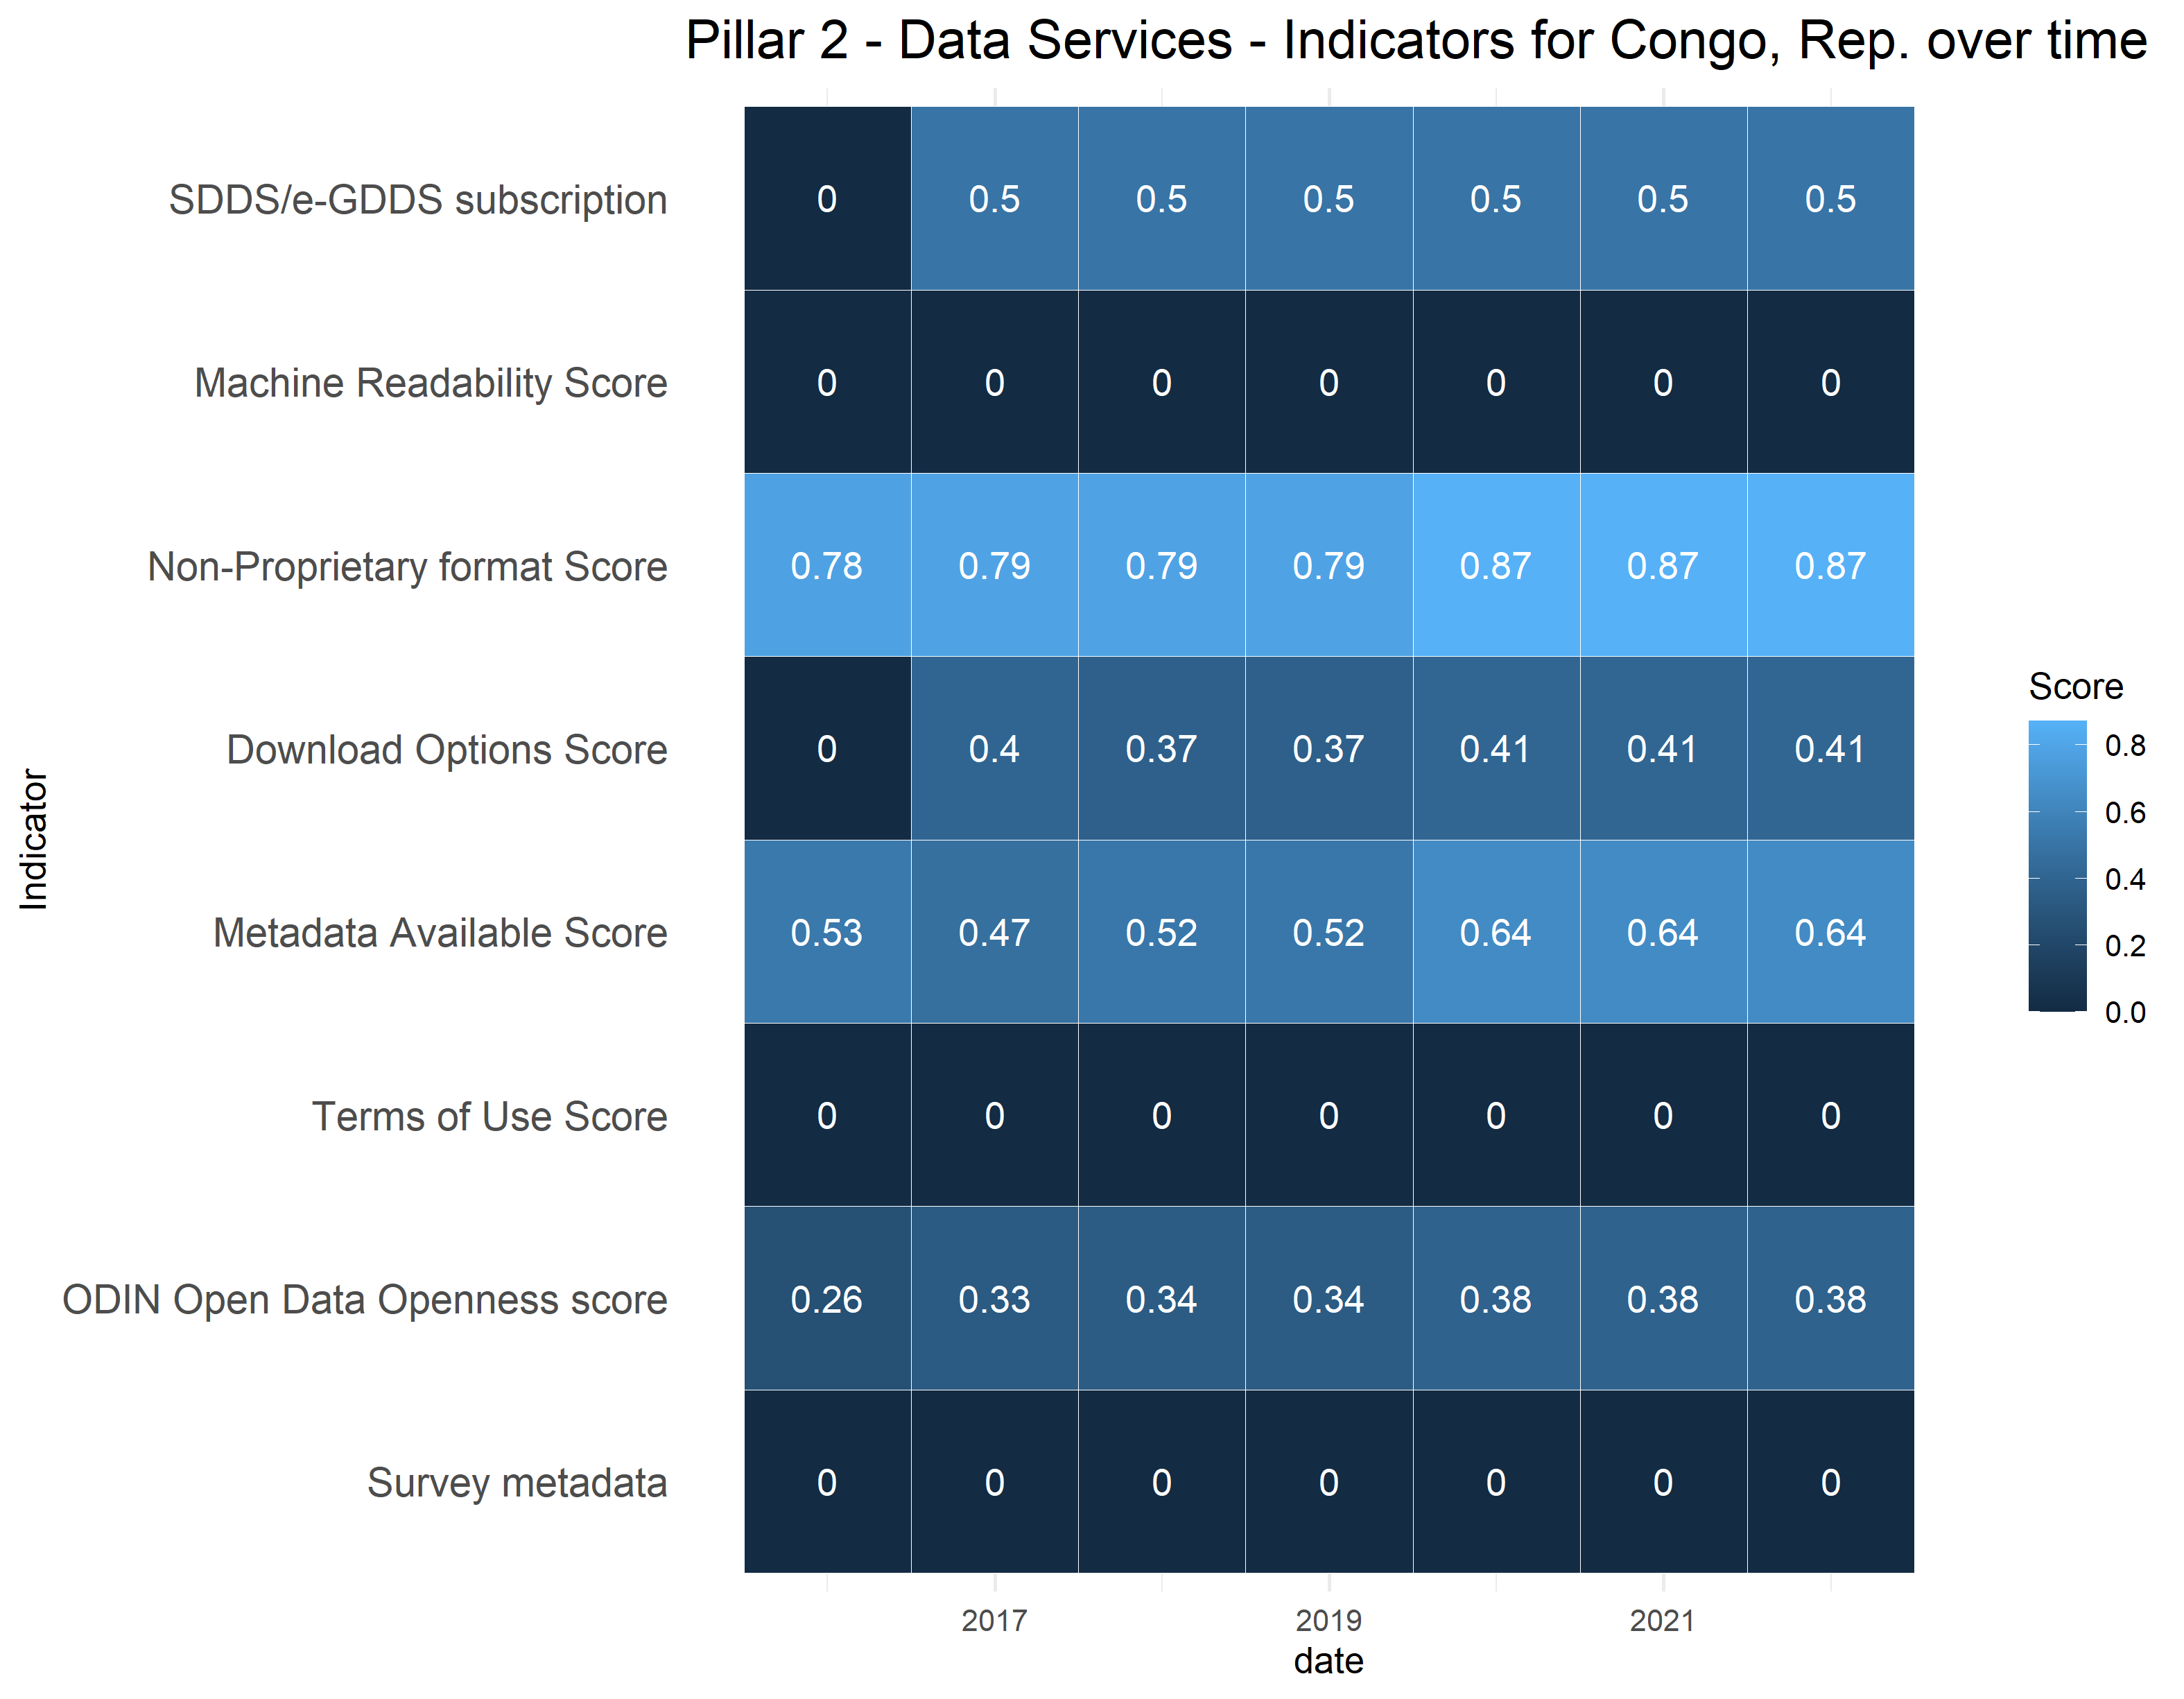 Pillar 2 - Data Services - Indicators for Congo, Rep. over time
Indicator
SDDS/e-GDDS subscription 0 0.5 0.5 0.5 0.5 0.5 0.5
Machine Readability Score 0 0 0 0 0 0 0
Non-Proprietary format Score 0.78 0.79 0.79 0.79 0.87 0.87 0.87
Download Options Score 0 0.4 0.37 0.37 0.41 0.41 0.41
Metadata Available Score 0.53 0.47 0.52 0.52 0.64 0.64 0.64
Terms of Use Score 0 0 0 0 0 0 0
ODIN Open Data Openness score 0.26 0.33 0.34 0.34 0.38 0.38 0.38
Survey metadata 0 0 0 0 0 0 0
2017 2019 2021
date
Score
0.8
0.6
0.4
0.2
0.0